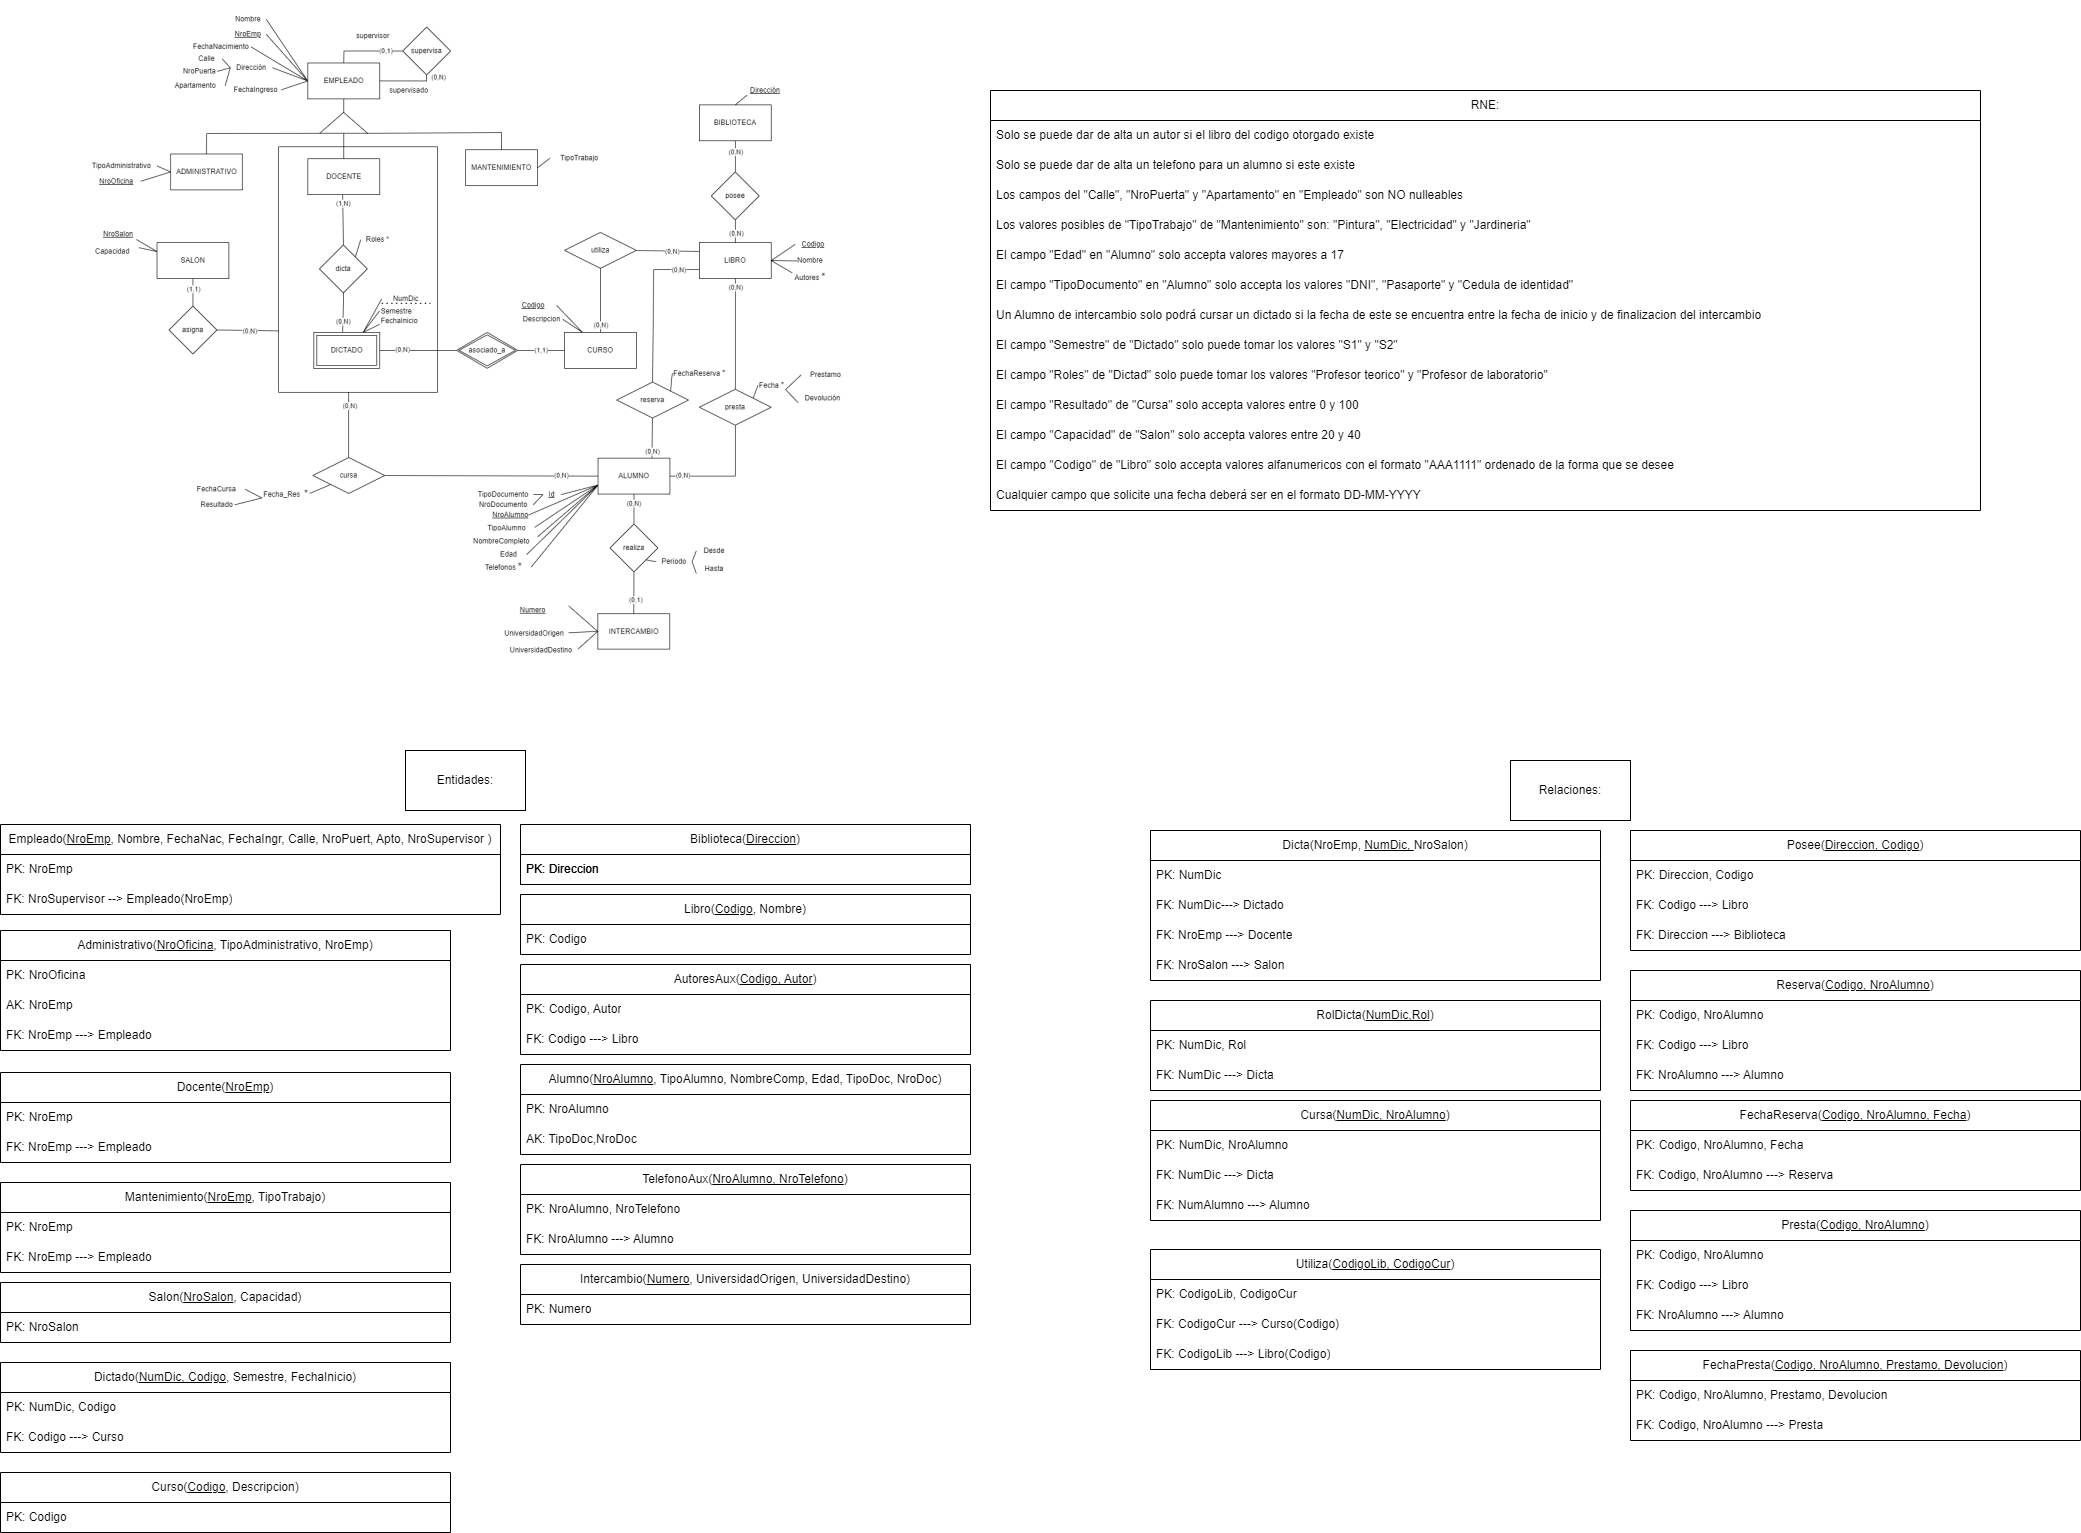 Nombre
NroEmp
FechaNacimiento
Calle
NroPuerta
Dirección
Apartamento
FechaIngreso
EMPLEADO
supervisor
(0,1)
supervisa
(0,N)
supervisado
TipoAdministrativo
NroOficina
ADMINISTRATIVO
DOCENTE
(1,N)
MANTENIMIENTO
TipoTrabajo
Roles *
dicta
NroSalon
Capacidad
SALON
(1,1)
asigna
(0,N)
(0,N)
NumDic
Semestre
FechaInicio
DICTADO
(0,N)
asociado_a
(1,1)
Codigo
Descripcion
CURSO
(0,N)
utiliza
(0,N)
Dirección
BIBLIOTECA
(0,N)
posee
(0,N)
LIBRO
Codigo
Nombre
Autores *
(0,N)
(0,N)
FechaReserva *
reserva
(0,N)
Fecha *
Prestamo
Devolución
presta
(0,N)
(0,N)
cursa
(0,N)
FechaCursa
Resultado
Fecha_Res *
ALUMNO
TipoDocumento
NroDocumento
Id
NroAlumno
TipoAlumno
NombreCompleto
Edad
Telefonos *
(0,N)
realiza
Periodo
Desde
Hasta
(0,1)
Numero
UniversidadOrigen
UniversidadDestino
INTERCAMBIO
RNE:
Solo se puede dar de alta un autor si el libro del codigo otorgado existe
Solo se puede dar de alta un telefono para un alumno si este existe
Los campos del "Calle", "NroPuerta" y "Apartamento" en "Empleado" son NO nulleables
Los valores posibles de "TipoTrabajo" de "Mantenimiento" son: "Pintura", "Electricidad" y "Jardineria"
El campo "Edad" en "Alumno" solo accepta valores mayores a 17
El campo "TipoDocumento" en "Alumno" solo accepta los valores "DNI", "Pasaporte" y "Cedula de identidad"
Un Alumno de intercambio solo podrá cursar un dictado si la fecha de este se encuentra entre la fecha de inicio y de finalizacion del intercambio
El campo "Semestre" de "Dictado" solo puede tomar los valores "S1" y "S2"
El campo "Roles" de "Dictad" solo puede tomar los valores "Profesor teorico" y "Profesor de laboratorio"
El campo "Resultado" de "Cursa" solo accepta valores entre 0 y 100
El campo "Capacidad" de "Salon" solo accepta valores entre 20 y 40
El campo "Codigo" de "Libro" solo accepta valores alfanumericos con el formato "AAA1111" ordenado de la forma que se desee
Cualquier campo que solicite una fecha deberá ser en el formato DD-MM-YYYY
Entidades:
Empleado(NroEmp, Nombre, FechaNac, FechaIngr, Calle, NroPuert, Apto, NroSupervisor )
PK: NroEmp
FK: NroSupervisor --> Empleado(NroEmp)
Administrativo(NroOficina, TipoAdministrativo, NroEmp)
PK: NroOficina
AK: NroEmp
FK: NroEmp ---> Empleado
Docente(NroEmp)
PK: NroEmp
FK: NroEmp ---> Empleado
Mantenimiento(NroEmp, TipoTrabajo)
PK: NroEmp
FK: NroEmp ---> Empleado
Salon(NroSalon, Capacidad)
PK: NroSalon
Dictado(NumDic, Codigo, Semestre, FechaInicio)
PK: NumDic, Codigo
FK: Codigo ---> Curso
Curso(Codigo, Descripcion)
PK: Codigo
Biblioteca(Direccion)
PK: Direccion
Libro(Codigo, Nombre)
PK: Codigo
AutoresAux(Codigo, Autor)
PK: Codigo, Autor
FK: Codigo ---> Libro
Alumno(NroAlumno, TipoAlumno, NombreComp, Edad, TipoDoc, NroDoc)
PK: NroAlumno
AK: TipoDoc,NroDoc
TelefonoAux(NroAlumno, NroTelefono)
PK: NroAlumno, NroTelefono
FK: NroAlumno ---> Alumno
Intercambio(Numero, UniversidadOrigen, UniversidadDestino)
PK: Numero
Relaciones:
Dicta(NroEmp, NumDic, NroSalon)
PK: NumDic
FK: NumDic---> Dictado
FK: NroEmp ---> Docente
FK: NroSalon ---> Salon
RolDicta(NumDic,Rol)
PK: NumDic, Rol
FK: NumDic ---> Dicta
Cursa(NumDic, NroAlumno)
PK: NumDic, NroAlumno
FK: NumDic ---> Dicta
FK: NumAlumno ---> Alumno
Utiliza(CodigoLib, CodigoCur)
PK: CodigoLib, CodigoCur
FK: CodigoCur ---> Curso(Codigo)
FK: CodigoLib ---> Libro(Codigo)
Posee(Direccion, Codigo)
PK: Direccion, Codigo
FK: Codigo ---> Libro
FK: Direccion ---> Biblioteca
Reserva(Codigo, NroAlumno)
PK: Codigo, NroAlumno
FK: Codigo ---> Libro
FK: NroAlumno ---> Alumno
FechaReserva(Codigo, NroAlumno, Fecha)
PK: Codigo, NroAlumno, Fecha
FK: Codigo, NroAlumno ---> Reserva
Presta(Codigo, NroAlumno)
PK: Codigo, NroAlumno
FK: Codigo ---> Libro
FK: NroAlumno ---> Alumno
FechaPresta(Codigo, NroAlumno, Prestamo, Devolucion)
PK: Codigo, NroAlumno, Prestamo, Devolucion
FK: Codigo, NroAlumno ---> Presta